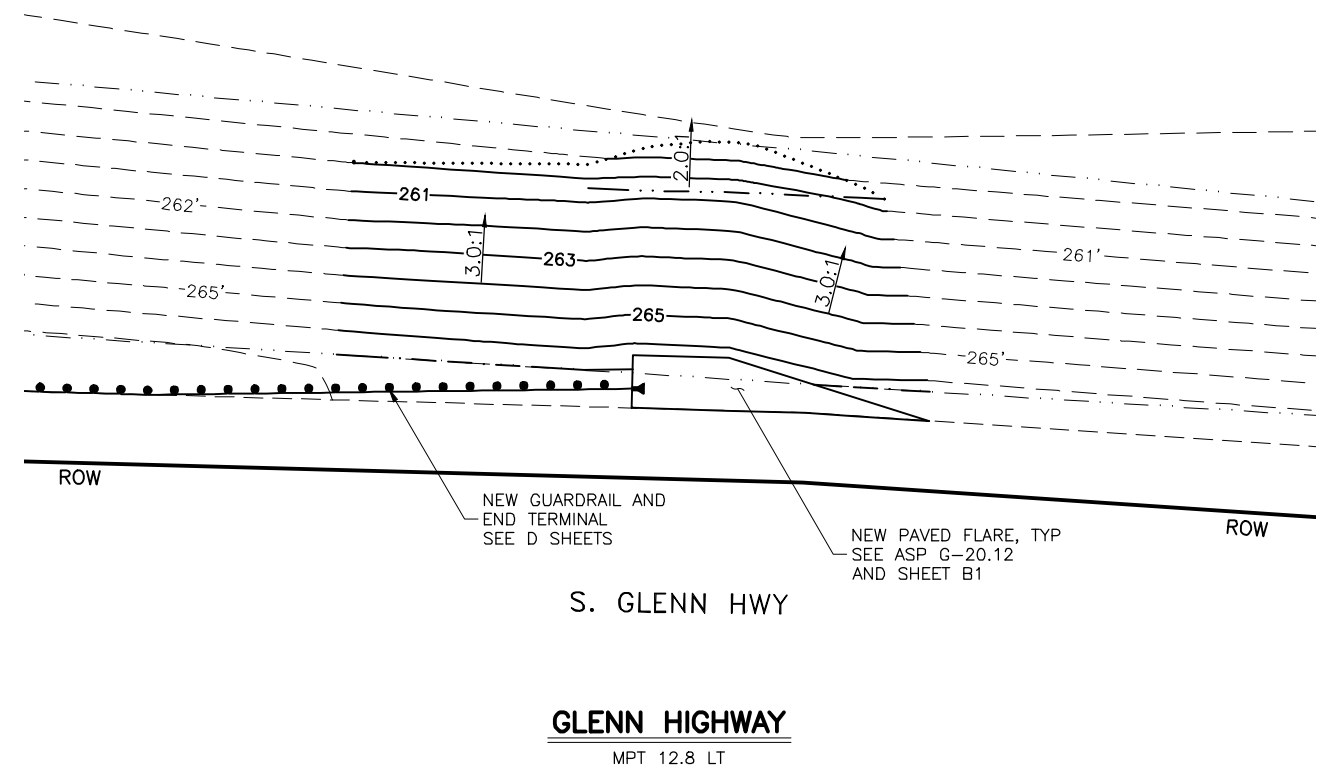 2.0:1
261
262'
3.0:1
263
261'
3.0:1
265'
265
265'
ROW
NEW GUARDRAIL AND
END TERMINAL
SEE D SHEETS
ROW
NEW PAVED FLARE, TYP
SEE ASP G-20.12
AND SHEET B1
S. GLENN HWY
GLENN HIGHWAY
MPT 12.8 LT